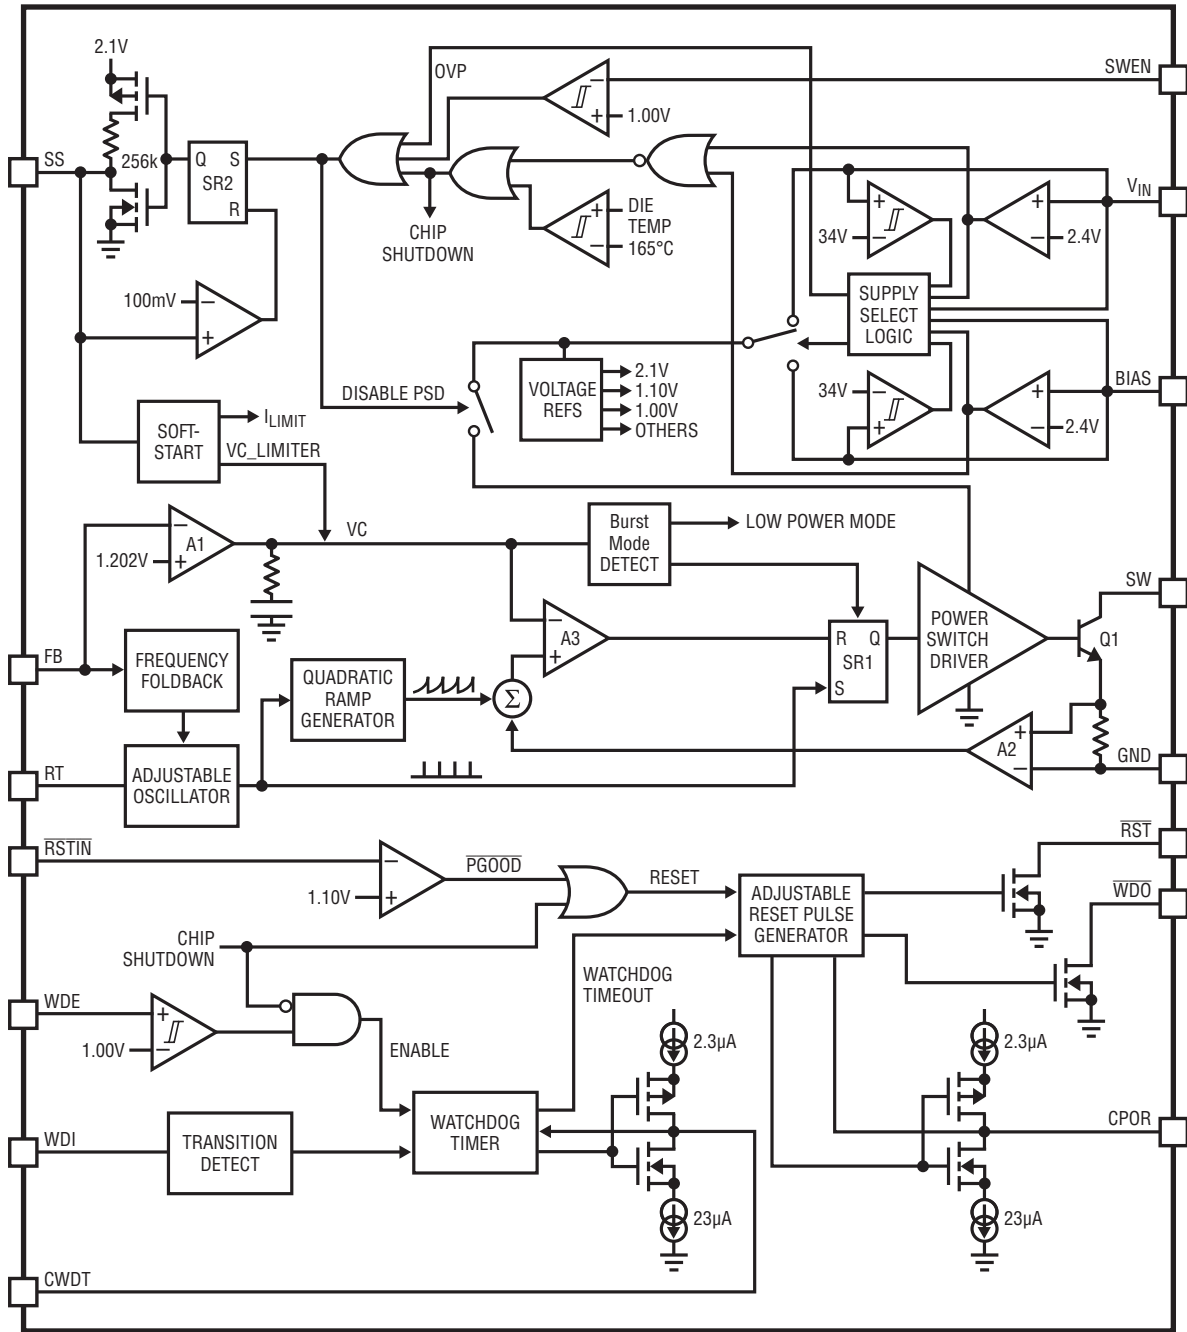 2.1V
OVP
SWEN
1.00V
SS
256k
Q
S
SR2
R
DIE
TEMP
165°C
CHIP
SHUTDOWN
VIN
34V
2.4V
100mV
SUPPLY
SELECT
LOGIC
DISABLE PSD
VOLTAGE
REFS
2.1V
1.10V
1.00V
OTHERS
34V
BIAS
2.4V
SOFT-
START
ILIMIT
VC_LIMITER
A1
1.202V
VC
Burst
Mode
DETECT
LOW POWER MODE
SW
FB
FREQUENCY
FOLDBACK
QUADRATIC
RAMP
GENERATOR
Σ
A3
R
Q
SR1
S
POWER
SWITCH
DRIVER
Q1
A2
GND
RT
ADJUSTABLE
OSCILLATOR
RSTIN
PGOOD
1.10V
RESET
ADJUSTABLE
RESET PULSE
GENERATOR
RST
WDO
CHIP
SHUTDOWN
WATCHDOG
TIMEOUT
WDE
1.00V
ENABLE
2.3µA
2.3µA
WATCHDOG
TIMER
CPOR
WDI
TRANSITION
DETECT
23µA
23µA
CWDT